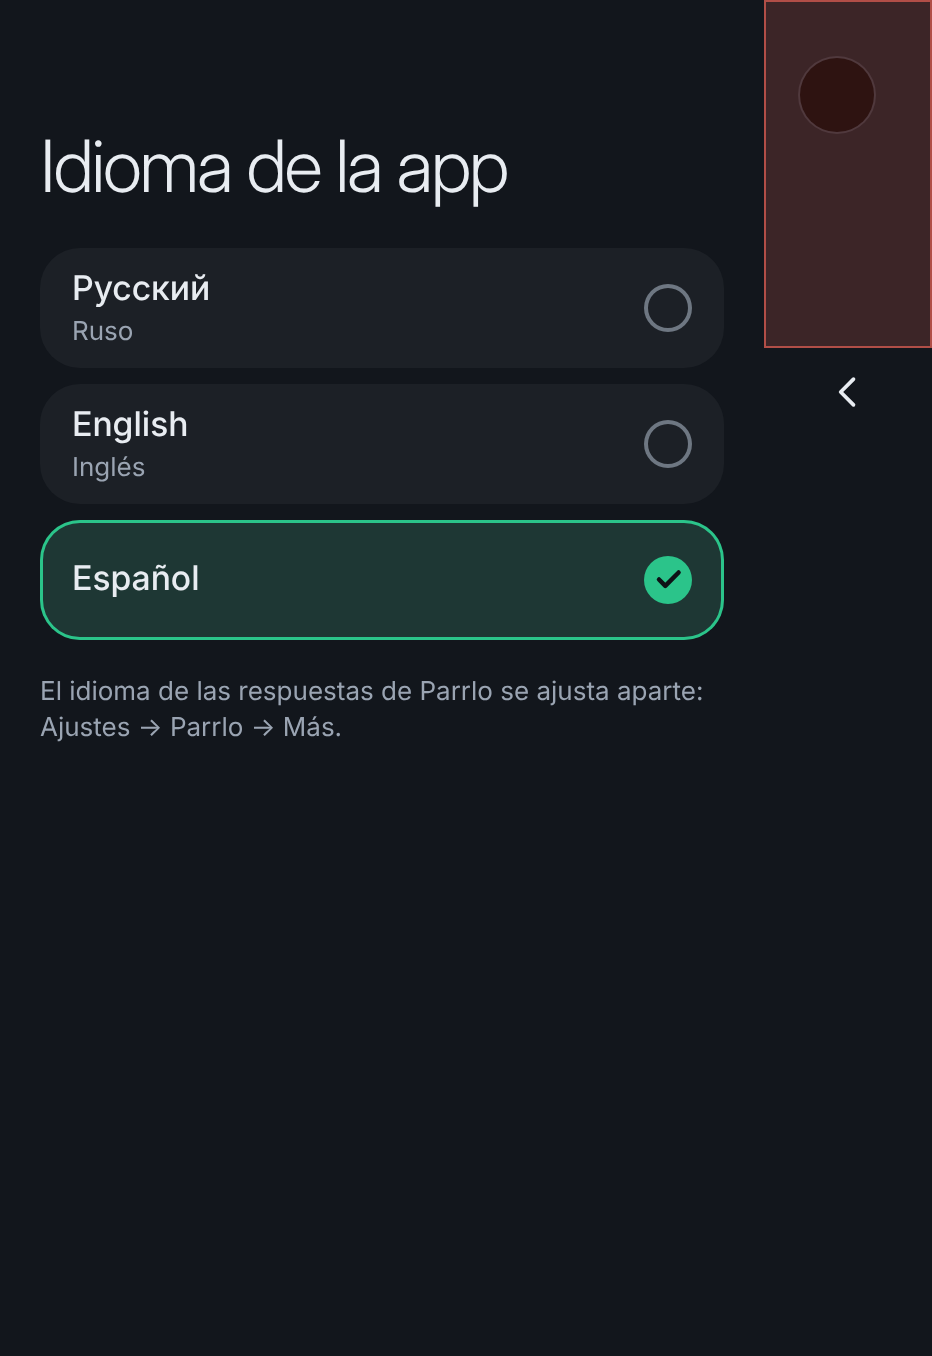 Idioma de la app
Русский
Ruso
English
Inglés
Español
El idioma de las respuestas de Parrlo se ajusta aparte:
Ajustes → Parrlo → Más.